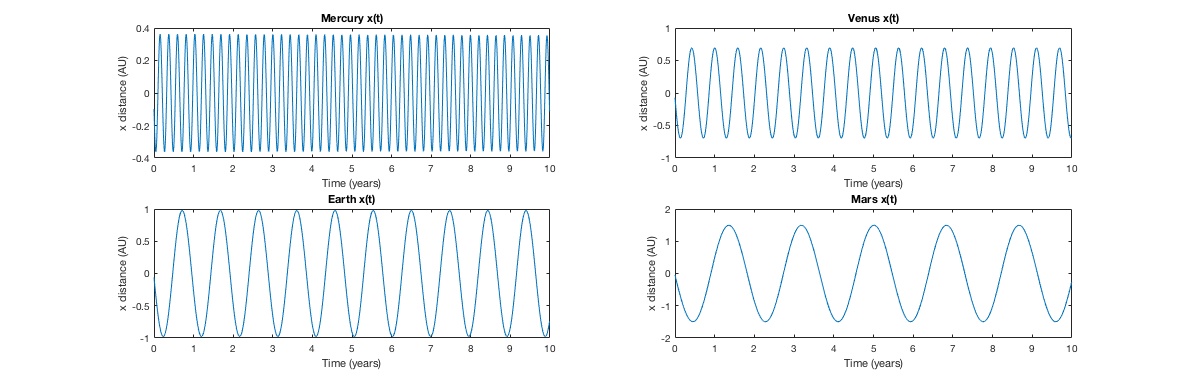 Mercury x(t)
x distance (AU)
0.4
0.2
0
-0.2
-0.4
0 1 2 3 4 5 6 7 8 9 10
Time (years)
Venus x(t)
x distance (AU)
1
0.5
0
-0.5
-1
0 1 2 3 4 5 6 7 8 9 10
Time (years)
Earth x(t)
x distance (AU)
1
0.5
0
-0.5
-1
0 1 2 3 4 5 6 7 8 9 10
Time (years)
Mars x(t)
x distance (AU)
2
1
0
-1
-2
0 1 2 3 4 5 6 7 8 9 10
Time (years)